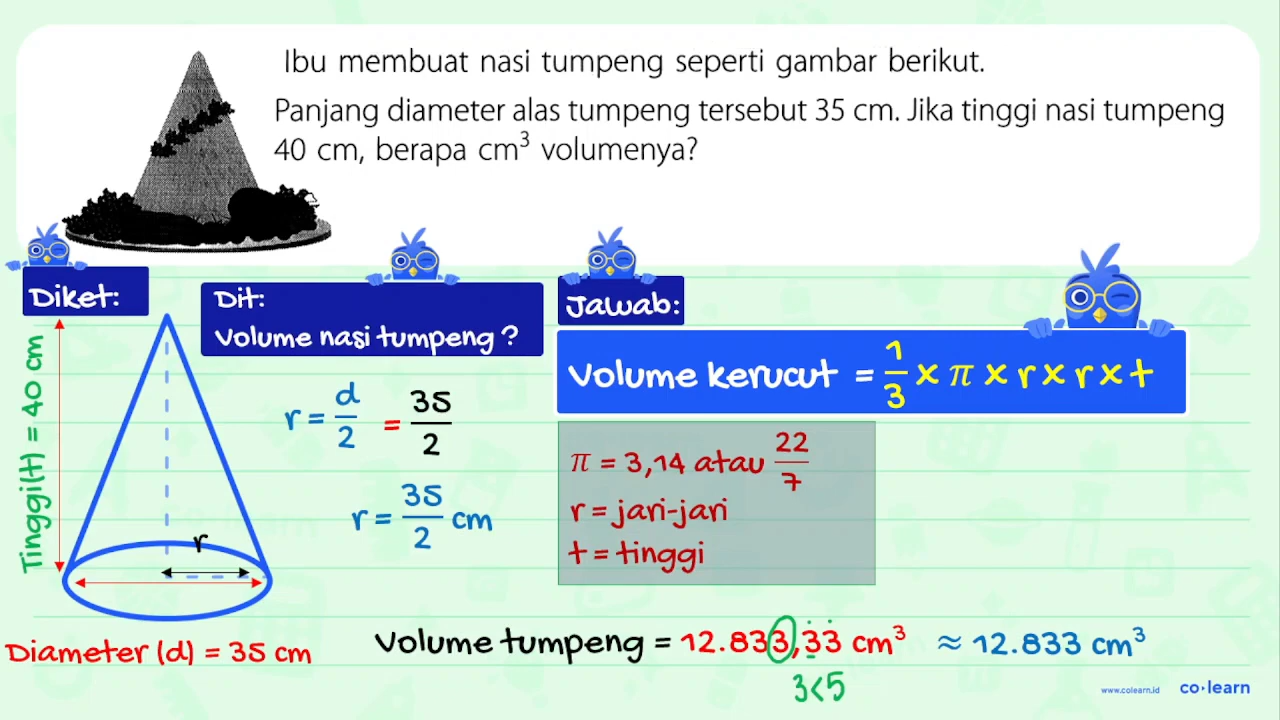 Ibu membuat nasi tumpeng seperti gambar berikut.
Panjang diameter alas tumpeng tersebut 35 cm. Jika tinggi nasi tumpeng
40 cm, berapa cm³ volumenya?
Diket:
Tinggi(t) = 40 cm
r
Diameter (d) = 35 cm
Dit:
Volume nasi tumpeng ?
r = d/2 = 35/2
r = 35/2 cm
Jawab:
Volume kerucut = 1/3 x π x r x r x t
π = 3,14 atau 22/7
r = jari-jari
t = tinggi
Volume tumpeng = 12.833,33 cm³ ≈ 12.833 cm³
3<5
www.colearn.id co·learn